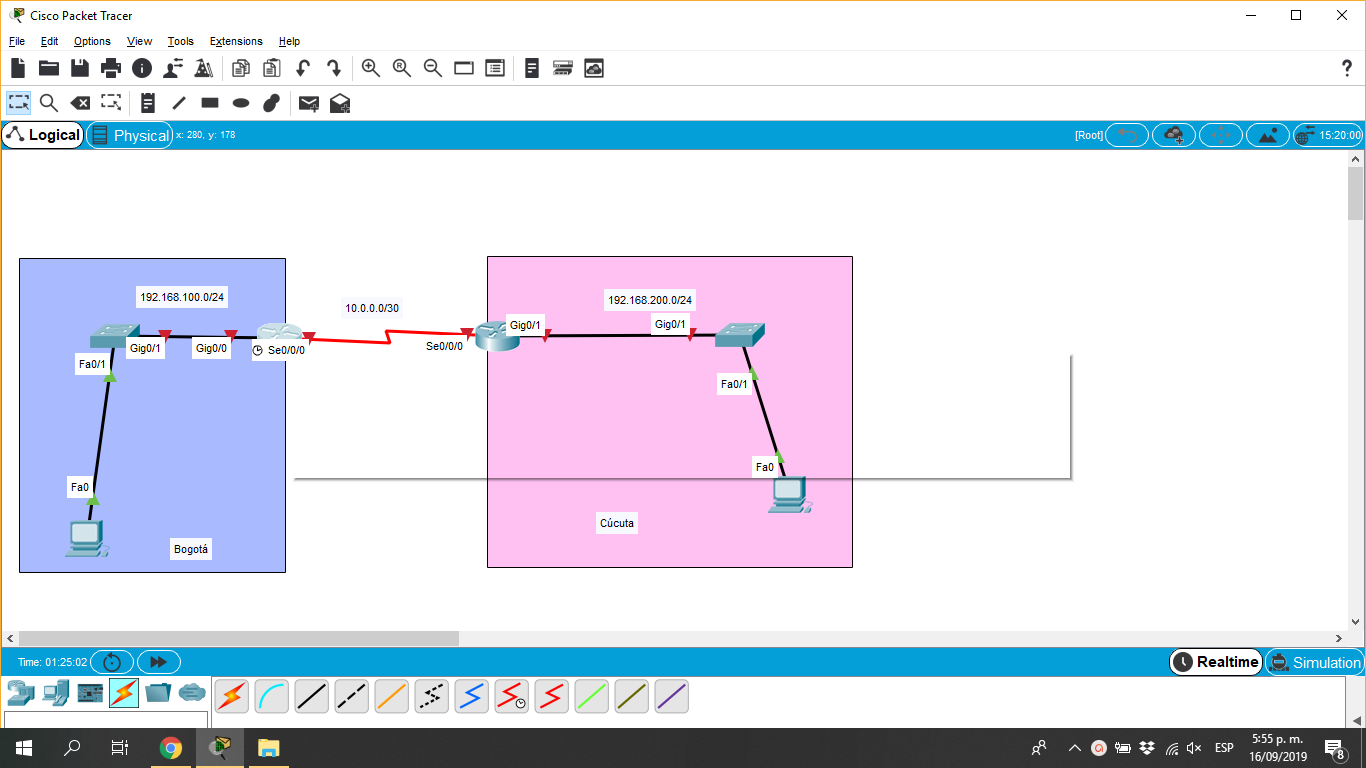 Cisco Packet Tracer
File Edit Options View Tools Extensions Help
Logical Physical x: 280, y: 178 [Root] 15:20:00
192.168.100.0/24
10.0.0.0/30
192.168.200.0/24
Gig0/1 Gig0/1
Gig0/1 Gig0/0 Se0/0/0 Se0/0/0
Fa0/1
Fa0/1
Fa0
Fa0
Cúcuta
Bogotá
Time: 01:25:02 Realtime Simulation
ESP 5:55 p. m.
16/09/2019 8